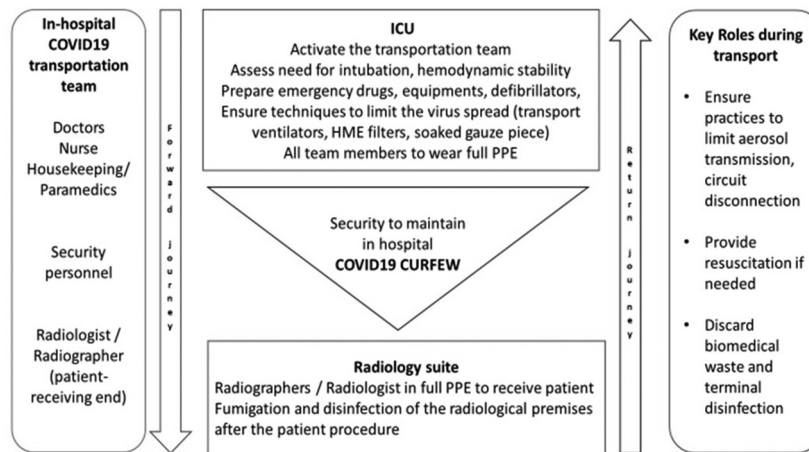 In-hospital
COVID19
transportation
team
Doctors
Nurse
Housekeeping/
Paramedics
Security
personnel
Radiologist /
Radiographer
(patient-
receiving end)
Forward journey
ICU
Activate the transportation team
Assess need for intubation, hemodynamic stability
Prepare emergency drugs, equipments, defibrillators,
Ensure techniques to limit the virus spread (transport
ventilators, HME filters, soaked gauze piece)
All team members to wear full PPE
Security to maintain
in hospital
COVID19 CURFEW
Radiology suite
Radiographers / Radiologist in full PPE to receive patient
Fumigation and disinfection of the radiological premises
after the patient procedure
Return journey
Key Roles during
transport
• Ensure
practices to
limit aerosol
transmission,
circuit
disconnection
• Provide
resuscitation if
needed
• Discard
biomedical
waste and
terminal
disinfection